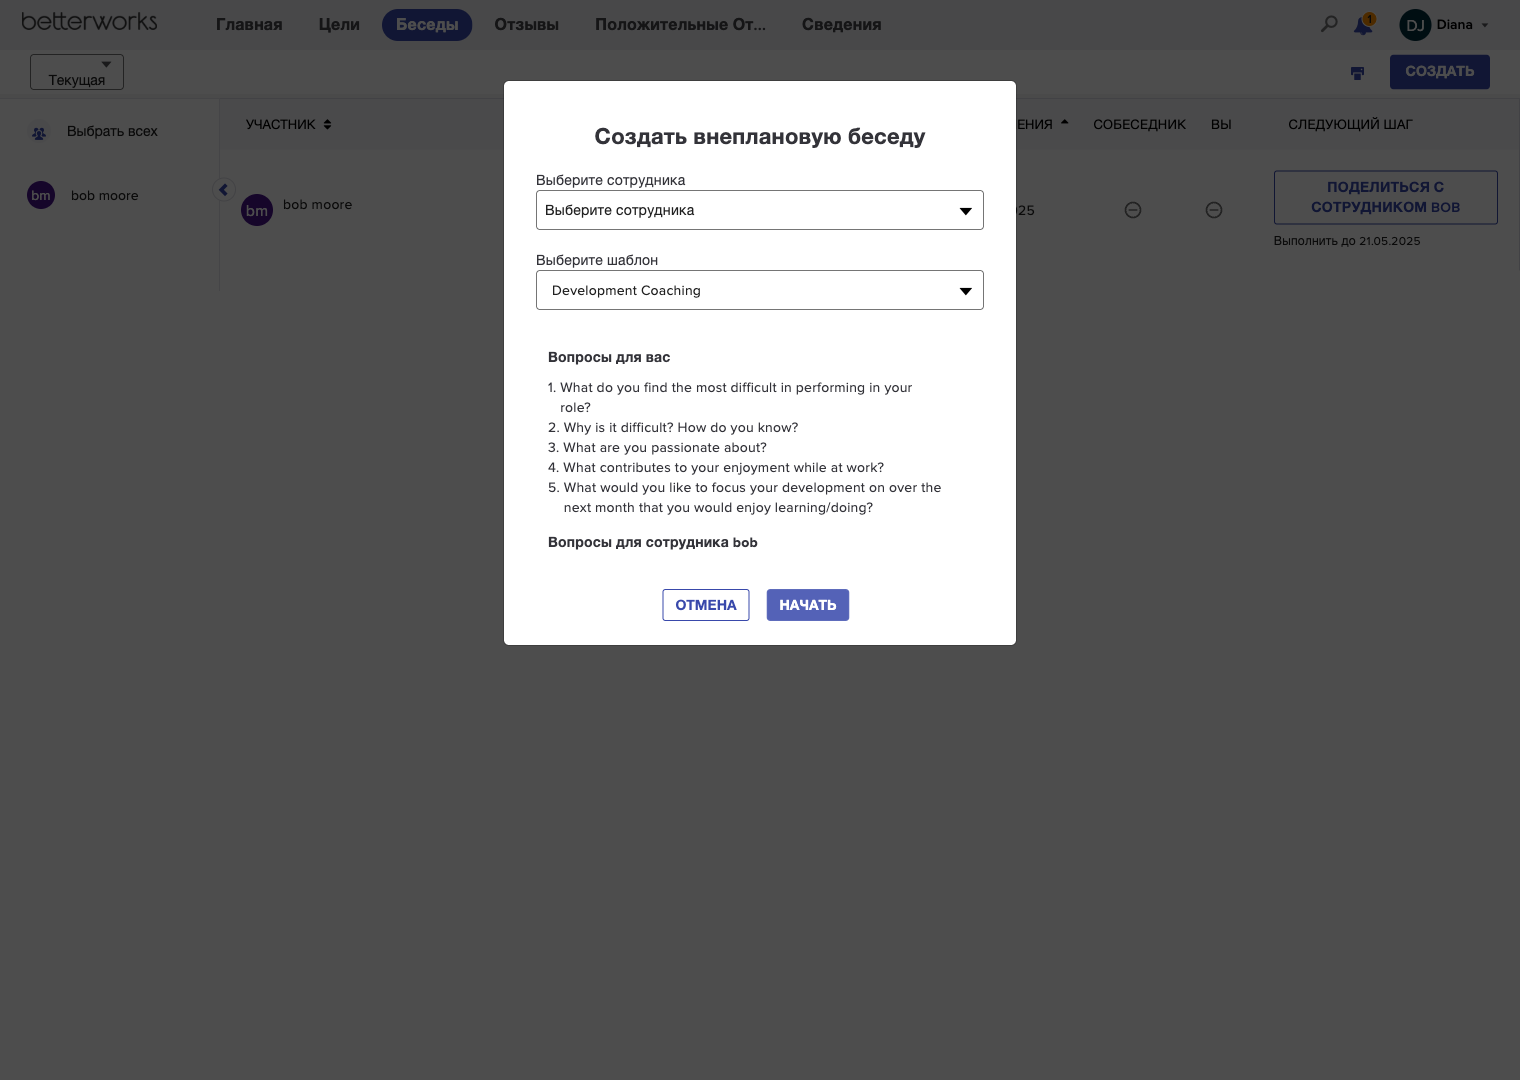 betterworks
Главная
Цели
Беседы
Отзывы
Положительные От...
Сведения
1
DJ
Diana
Текущая
СОЗДАТЬ
Выбрать всех
bm
bob moore
УЧАСТНИК
ЕНИЯ
СОБЕСЕДНИК
ВЫ
СЛЕДУЮЩИЙ ШАГ
bm
bob moore
25
ПОДЕЛИТЬСЯ С
СОТРУДНИКОМ BOB
Выполнить до 21.05.2025
Создать внеплановую беседу
Выберите сотрудника
Выберите сотрудника
Выберите шаблон
Development Coaching
Вопросы для вас
1. What do you find the most difficult in performing in your
role?
2. Why is it difficult? How do you know?
3. What are you passionate about?
4. What contributes to your enjoyment while at work?
5. What would you like to focus your development on over the
next month that you would enjoy learning/doing?
Вопросы для сотрудника bob
ОТМЕНА
НАЧАТЬ